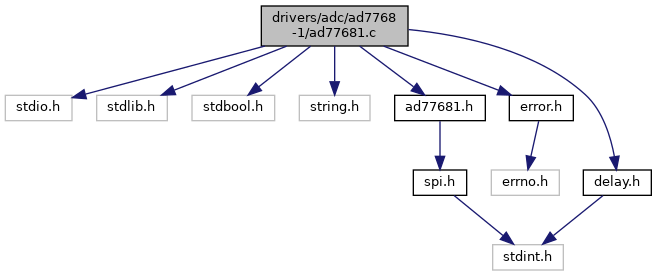 drivers/adc/ad7768
-1/ad77681.c
stdio.h
stdlib.h
stdbool.h
string.h
ad77681.h
error.h
spi.h
errno.h
delay.h
stdint.h